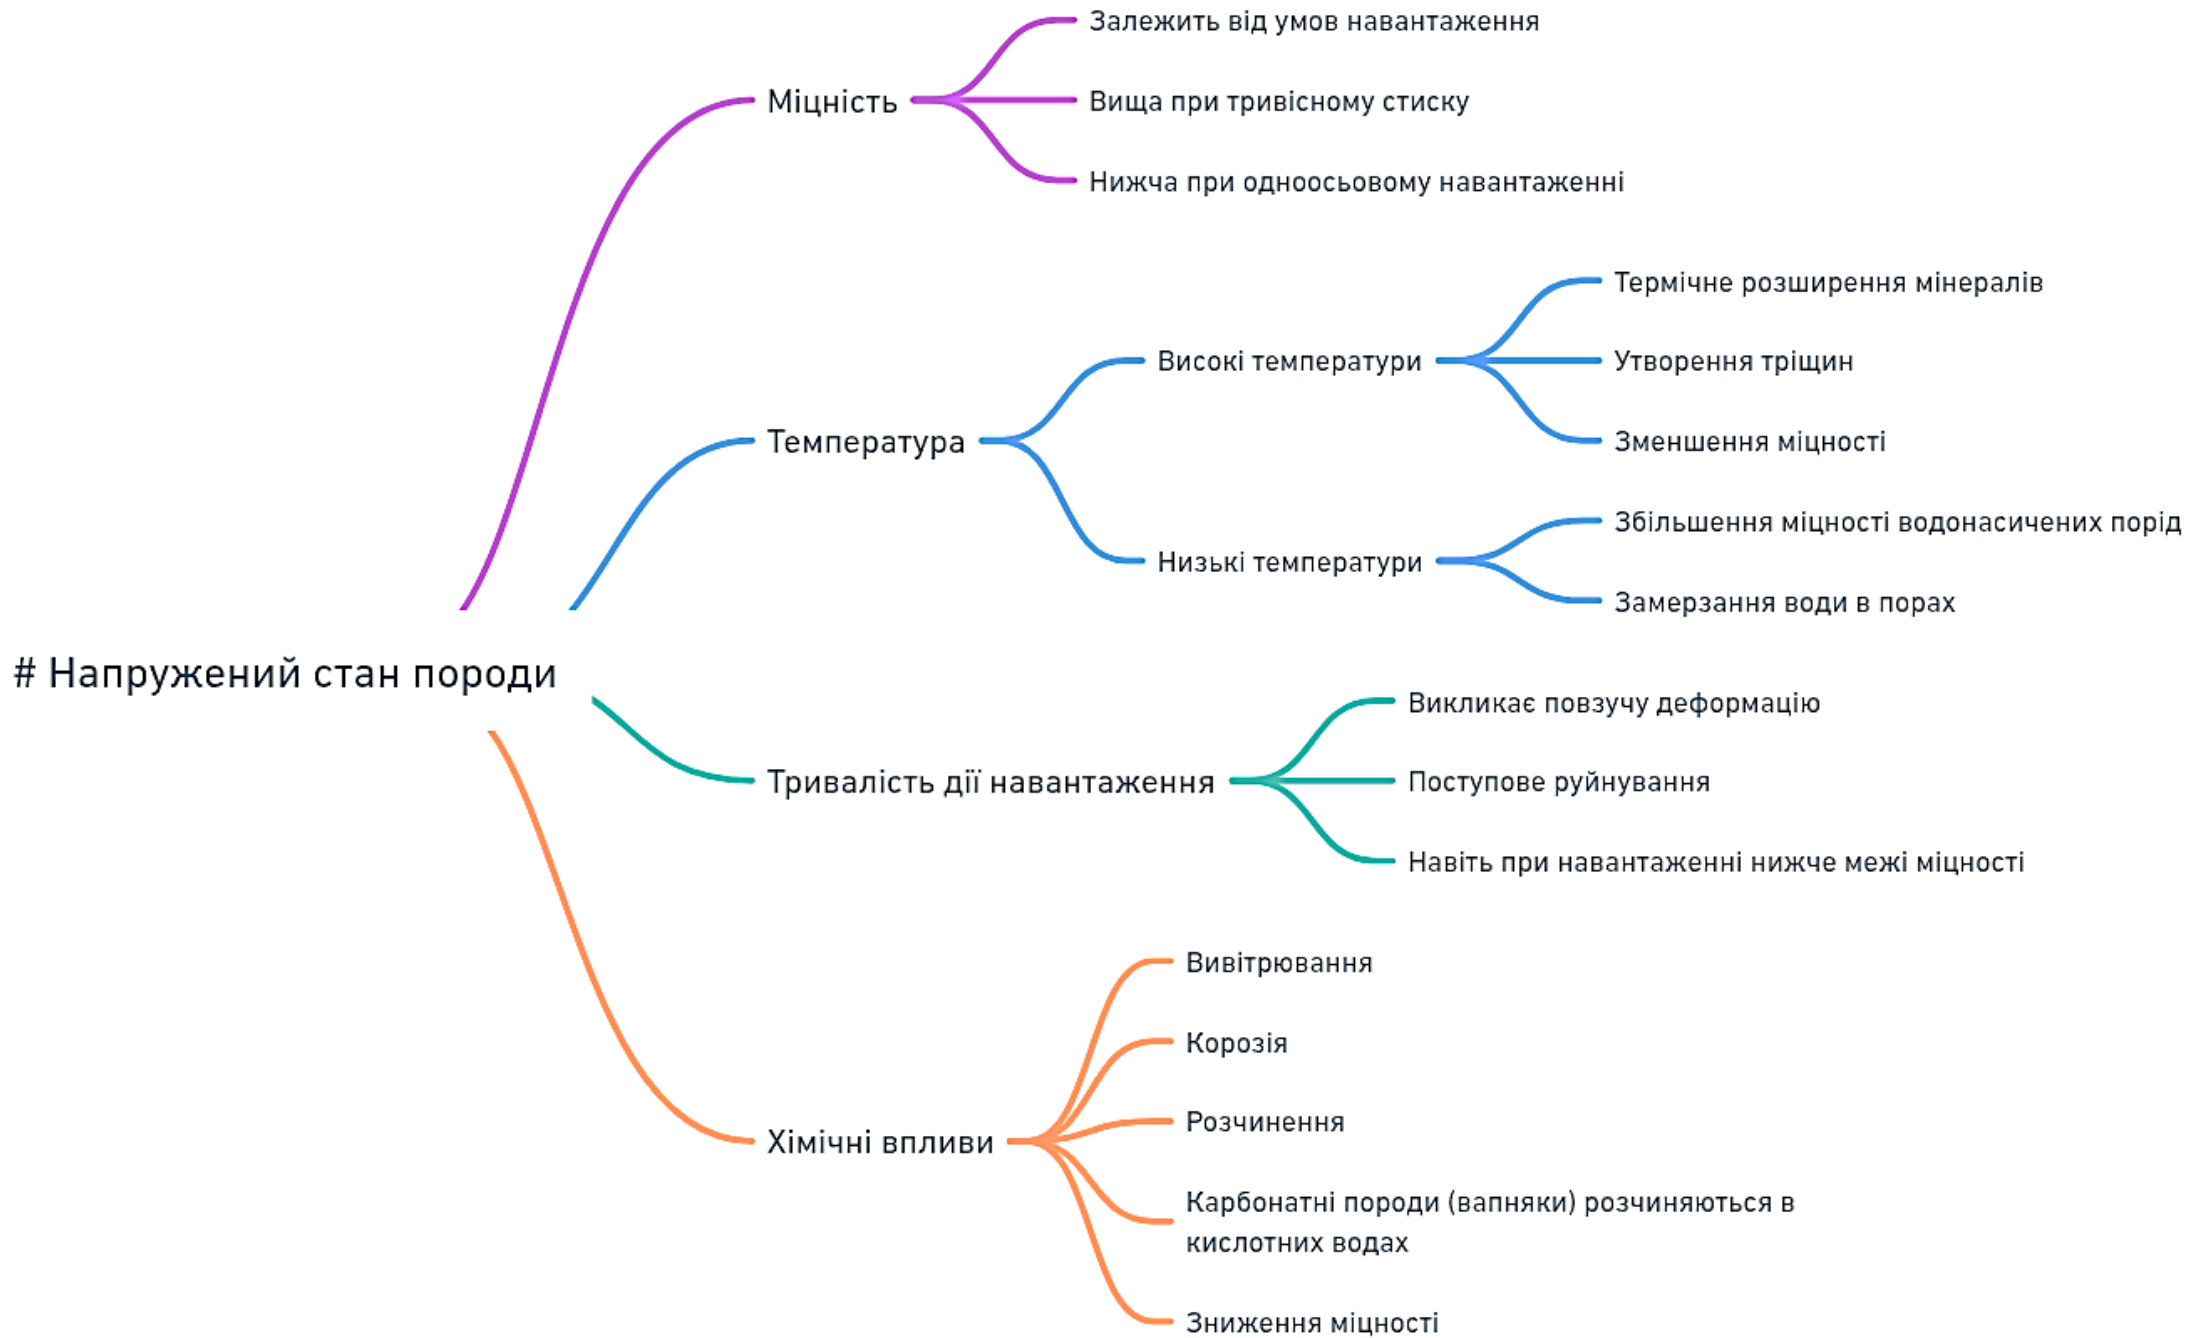 Залежить від умов навантаження
Міцність
Вища при тривісному стиску
Нижча при одноосьовому навантаженні
Термічне розширення мінералів
Високі температури
Утворення тріщин
Температура
Зменшення міцності
Збільшення міцності водонасичених порід
Низькі температури
Замерзання води в порах
# Напружений стан породи
Викликає повзучу деформацію
Тривалість дії навантаження
Поступове руйнування
Навіть при навантаженні нижче межі міцності
Вивітрювання
Корозія
Розчинення
Хімічні впливи
Карбонатні породи (вапняки) розчиняються в
кислотних водах
Зниження міцності